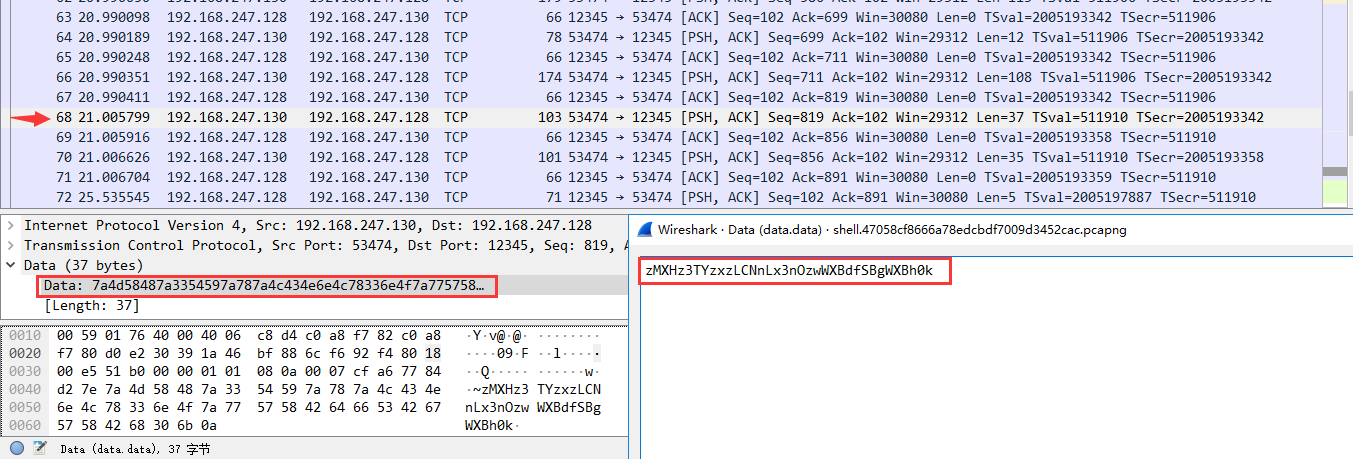 63 20.990098 192.168.247.128 192.168.247.130 TCP 66 12345 → 53474 [ACK] Seq=102 Ack=699 Win=30080 Len=0 TSval=2005193342 TSecr=511906
64 20.990189 192.168.247.130 192.168.247.128 TCP 78 53474 → 12345 [PSH, ACK] Seq=699 Ack=102 Win=29312 Len=12 TSval=511906 TSecr=2005193342
65 20.990248 192.168.247.128 192.168.247.130 TCP 66 12345 → 53474 [ACK] Seq=102 Ack=711 Win=30080 Len=0 TSval=2005193342 TSecr=511906
66 20.990351 192.168.247.130 192.168.247.128 TCP 174 53474 → 12345 [PSH, ACK] Seq=711 Ack=102 Win=29312 Len=108 TSval=511906 TSecr=2005193342
67 20.990411 192.168.247.128 192.168.247.130 TCP 66 12345 → 53474 [ACK] Seq=102 Ack=819 Win=30080 Len=0 TSval=2005193342 TSecr=511906
68 21.005799 192.168.247.130 192.168.247.128 TCP 103 53474 → 12345 [PSH, ACK] Seq=819 Ack=102 Win=29312 Len=37 TSval=511910 TSecr=2005193342
69 21.005916 192.168.247.128 192.168.247.130 TCP 66 12345 → 53474 [ACK] Seq=102 Ack=856 Win=30080 Len=0 TSval=2005193358 TSecr=511910
70 21.006626 192.168.247.130 192.168.247.128 TCP 101 53474 → 12345 [PSH, ACK] Seq=856 Ack=102 Win=29312 Len=35 TSval=511910 TSecr=2005193358
71 21.006704 192.168.247.128 192.168.247.130 TCP 66 12345 → 53474 [ACK] Seq=102 Ack=891 Win=30080 Len=0 TSval=2005193359 TSecr=511910
72 25.535545 192.168.247.128 192.168.247.130 TCP 71 12345 → 53474 [PSH, ACK] Seq=102 Ack=891 Win=30080 Len=5 TSval=2005197887 TSecr=511910
Internet Protocol Version 4, Src: 192.168.247.130, Dst: 192.168.247.128
Transmission Control Protocol, Src Port: 53474, Dst Port: 12345, Seq: 819, A
Data (37 bytes)
Data: 7a4d58487a3354597a787a4c434e6e4c78336e4f7a775758…
[Length: 37]
0010 00 59 01 76 40 00 40 06 c8 d4 c0 a8 f7 82 c0 a8 ·Y·v@·@· ········
0020 f7 80 d0 e2 30 39 1a 46 bf 88 6c f6 92 f4 80 18 ····09·F ··l·····
0030 00 e5 51 b0 00 00 01 01 08 0a 00 07 cf a6 77 84 ··Q····· ······w·
0040 d2 7e 7a 4d 58 48 7a 33 54 59 7a 78 7a 4c 43 4e ·~zMXHz3 TYzxzLCN
0050 6e 4c 78 33 6e 4f 7a 77 57 58 42 64 66 53 42 67 nLx3nOzw WXBdfSBg
0060 57 58 42 68 30 6b 0a WXBh0k·
Data (data.data), 37 字节
Wireshark · Data (data.data) · shell.47058cf8666a78edcbdf7009d3452cac.pcapng
zMXHz3TYzxzLCNnLx3nOzwWXBdfSBgWXBh0k